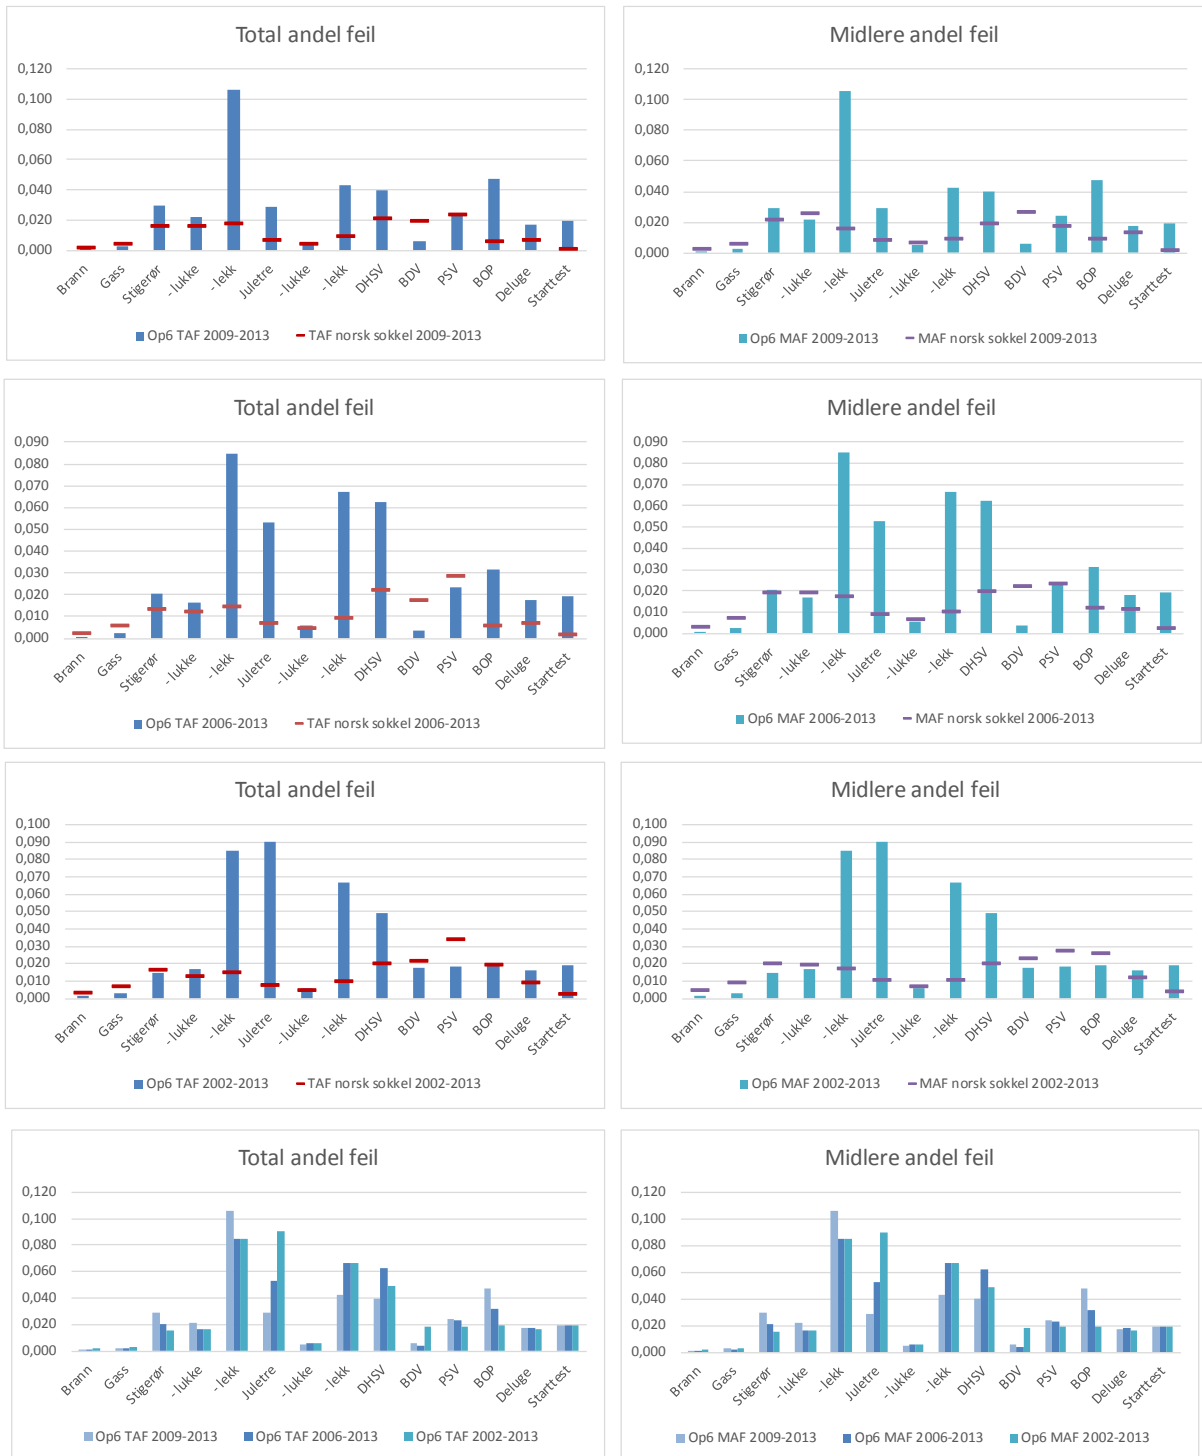 Total andel feil
0,120
0,100
0,080
0,060
0,040
0,020
0,000
Brann
Gass
Stigerør
- lukke
- lekk
Juletre
- lukke
- lekk
DHSV
BDV
PSV
BOP
Deluge
Starttest
Op6 TAF 2009-2013 TAF norsk sokkel 2009-2013
Midlere andel feil
0,120
0,100
0,080
0,060
0,040
0,020
0,000
Brann
Gass
Stigerør
- lukke
- lekk
Juletre
- lukke
- lekk
DHSV
BDV
PSV
BOP
Deluge
Starttest
Op6 MAF 2009-2013 MAF norsk sokkel 2009-2013
Total andel feil
0,090
0,080
0,070
0,060
0,050
0,040
0,030
0,020
0,010
0,000
Brann
Gass
Stigerør
- lukke
- lekk
Juletre
- lukke
- lekk
DHSV
BDV
PSV
BOP
Deluge
Starttest
Op6 TAF 2006-2013 TAF norsk sokkel 2006-2013
Midlere andel feil
0,090
0,080
0,070
0,060
0,050
0,040
0,030
0,020
0,010
0,000
Brann
Gass
Stigerør
- lukke
- lekk
Juletre
- lukke
- lekk
DHSV
BDV
PSV
BOP
Deluge
Starttest
Op6 MAF 2006-2013 MAF norsk sokkel 2006-2013
Total andel feil
0,100
0,090
0,080
0,070
0,060
0,050
0,040
0,030
0,020
0,010
0,000
Brann
Gass
Stigerør
- lukke
- lekk
Juletre
- lukke
- lekk
DHSV
BDV
PSV
BOP
Deluge
Starttest
Op6 TAF 2002-2013 TAF norsk sokkel 2002-2013
Midlere andel feil
0,100
0,090
0,080
0,070
0,060
0,050
0,040
0,030
0,020
0,010
0,000
Brann
Gass
Stigerør
- lukke
- lekk
Juletre
- lukke
- lekk
DHSV
BDV
PSV
BOP
Deluge
Starttest
Op6 MAF 2002-2013 MAF norsk sokkel 2002-2013
Total andel feil
0,120
0,100
0,080
0,060
0,040
0,020
0,000
Brann
Gass
Stigerør
- lukke
- lekk
Juletre
- lukke
- lekk
DHSV
BDV
PSV
BOP
Deluge
Starttest
Op6 TAF 2009-2013 Op6 TAF 2006-2013 Op6 TAF 2002-2013
Midlere andel feil
0,120
0,100
0,080
0,060
0,040
0,020
0,000
Brann
Gass
Stigerør
- lukke
- lekk
Juletre
- lukke
- lekk
DHSV
BDV
PSV
BOP
Deluge
Starttest
Op6 MAF 2009-2013 Op6 MAF 2006-2013 Op6 MAF 2002-2013